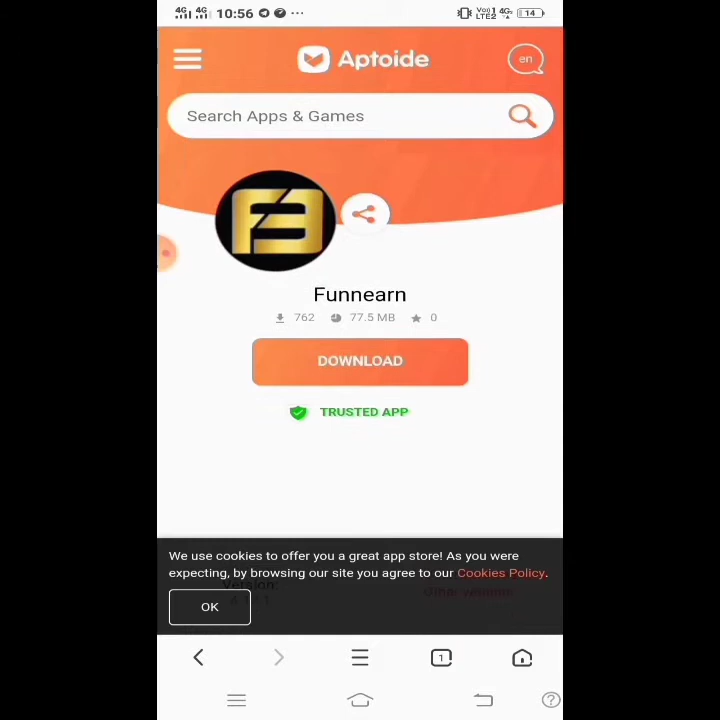 4G 4G 10:56 14
Aptoide
en
Search Apps & Games
Funnearn
762 77.5 MB 0
DOWNLOAD
TRUSTED APP
We use cookies to offer you a great app store! As you were
expecting, by browsing our site you agree to our Cookies Policy.
Version:
OK
1
?